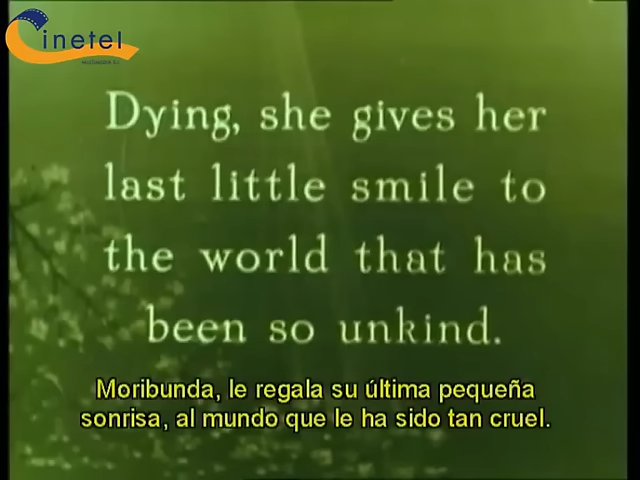 Cinetel
Dying, she gives her
last little smile to
the world that has
been so unkind.
Moribunda, le regala su última pequeña
sonrisa, al mundo que le ha sido tan cruel.